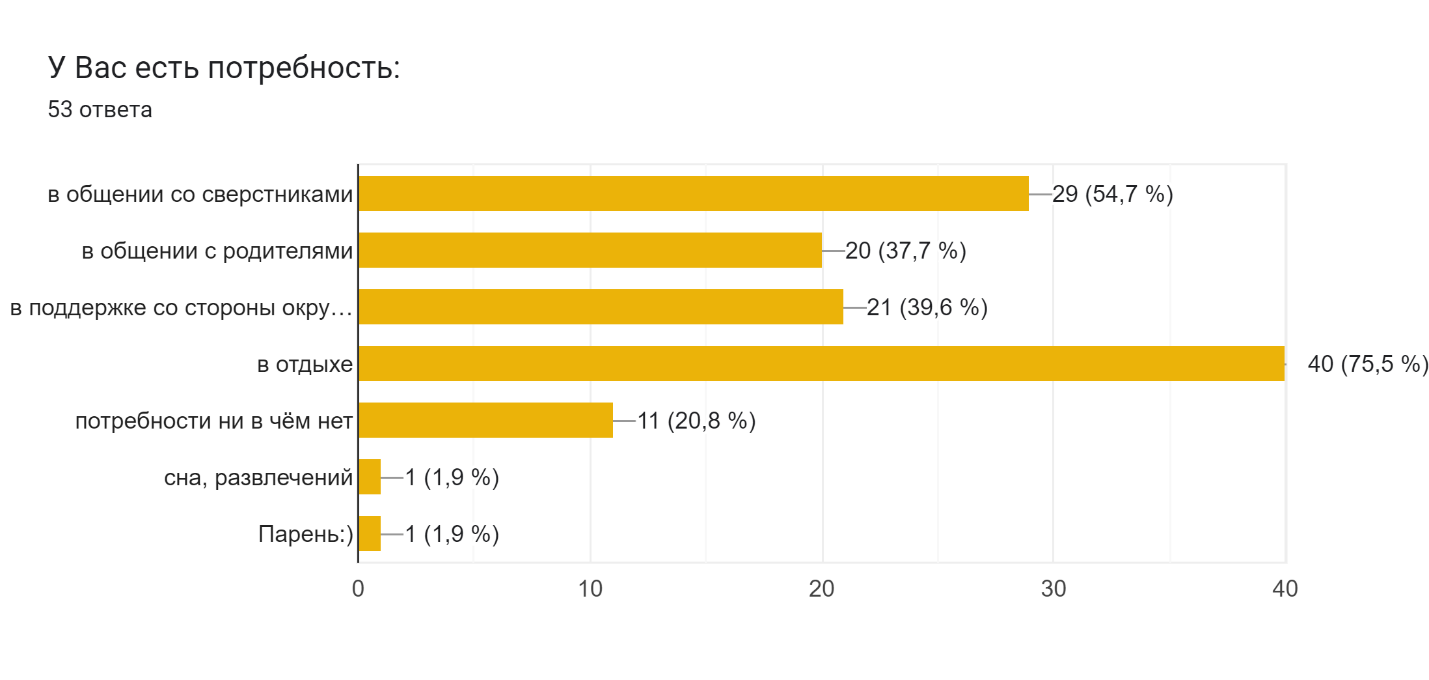 У Вас есть потребность:
53 ответа
в общении со сверстниками 29 (54,7 %)
в общении с родителями 20 (37,7 %)
в поддержке со стороны окру… 21 (39,6 %)
в отдыхе 40 (75,5 %)
потребности ни в чём нет 11 (20,8 %)
сна, развлечений 1 (1,9 %)
Парень:) 1 (1,9 %)
0 10 20 30 40